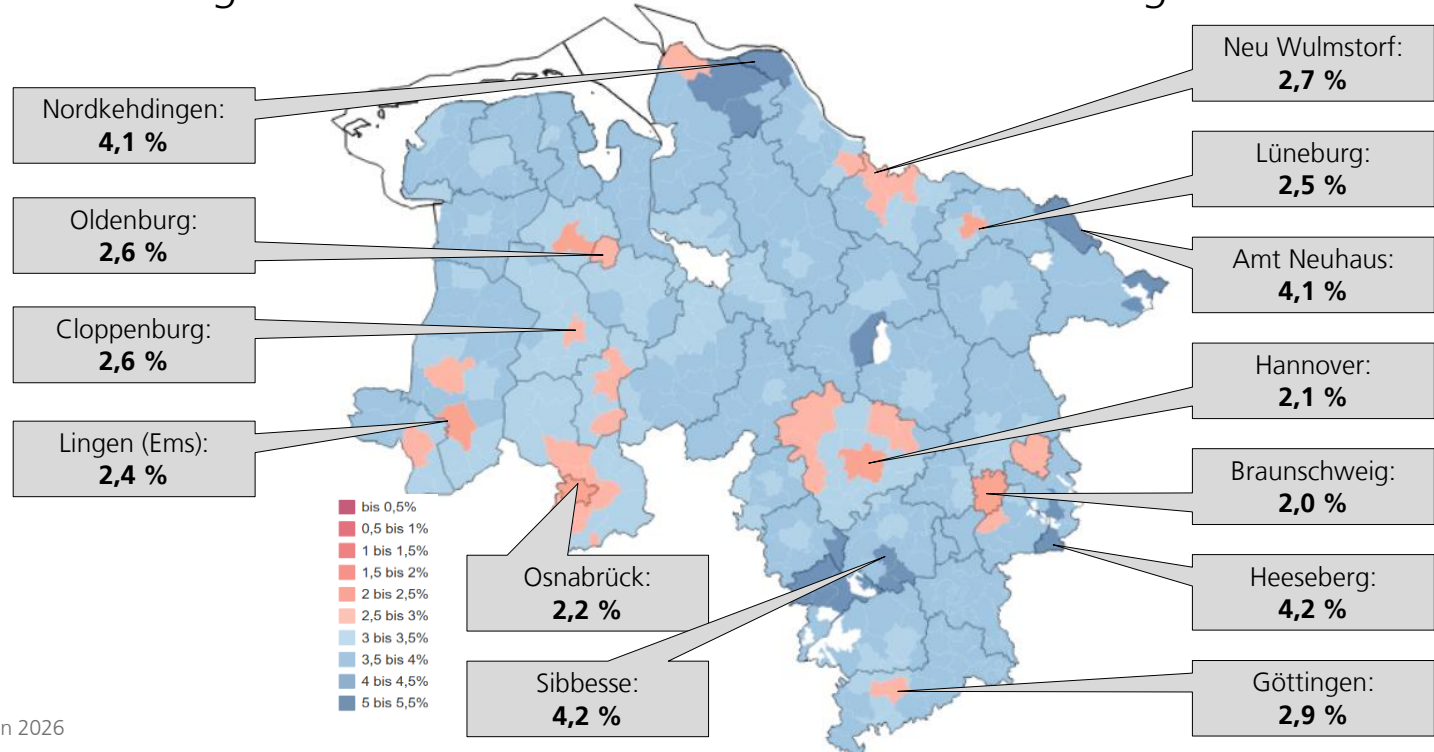 Nordkehdingen:
4,1 %
Oldenburg:
2,6 %
Cloppenburg:
2,6 %
Lingen (Ems):
2,4 %
bis 0,5%
0,5 bis 1%
1 bis 1,5%
1,5 bis 2%
2 bis 2,5%
2,5 bis 3%
3 bis 3,5%
3,5 bis 4%
4 bis 4,5%
5 bis 5,5%
Osnabrück:
2,2 %
Sibbesse:
4,2 %
Neu Wulmstorf:
2,7 %
Lüneburg:
2,5 %
Amt Neuhaus:
4,1 %
Hannover:
2,1 %
Braunschweig:
2,0 %
Heeseberg:
4,2 %
Göttingen:
2,9 %
n 2026